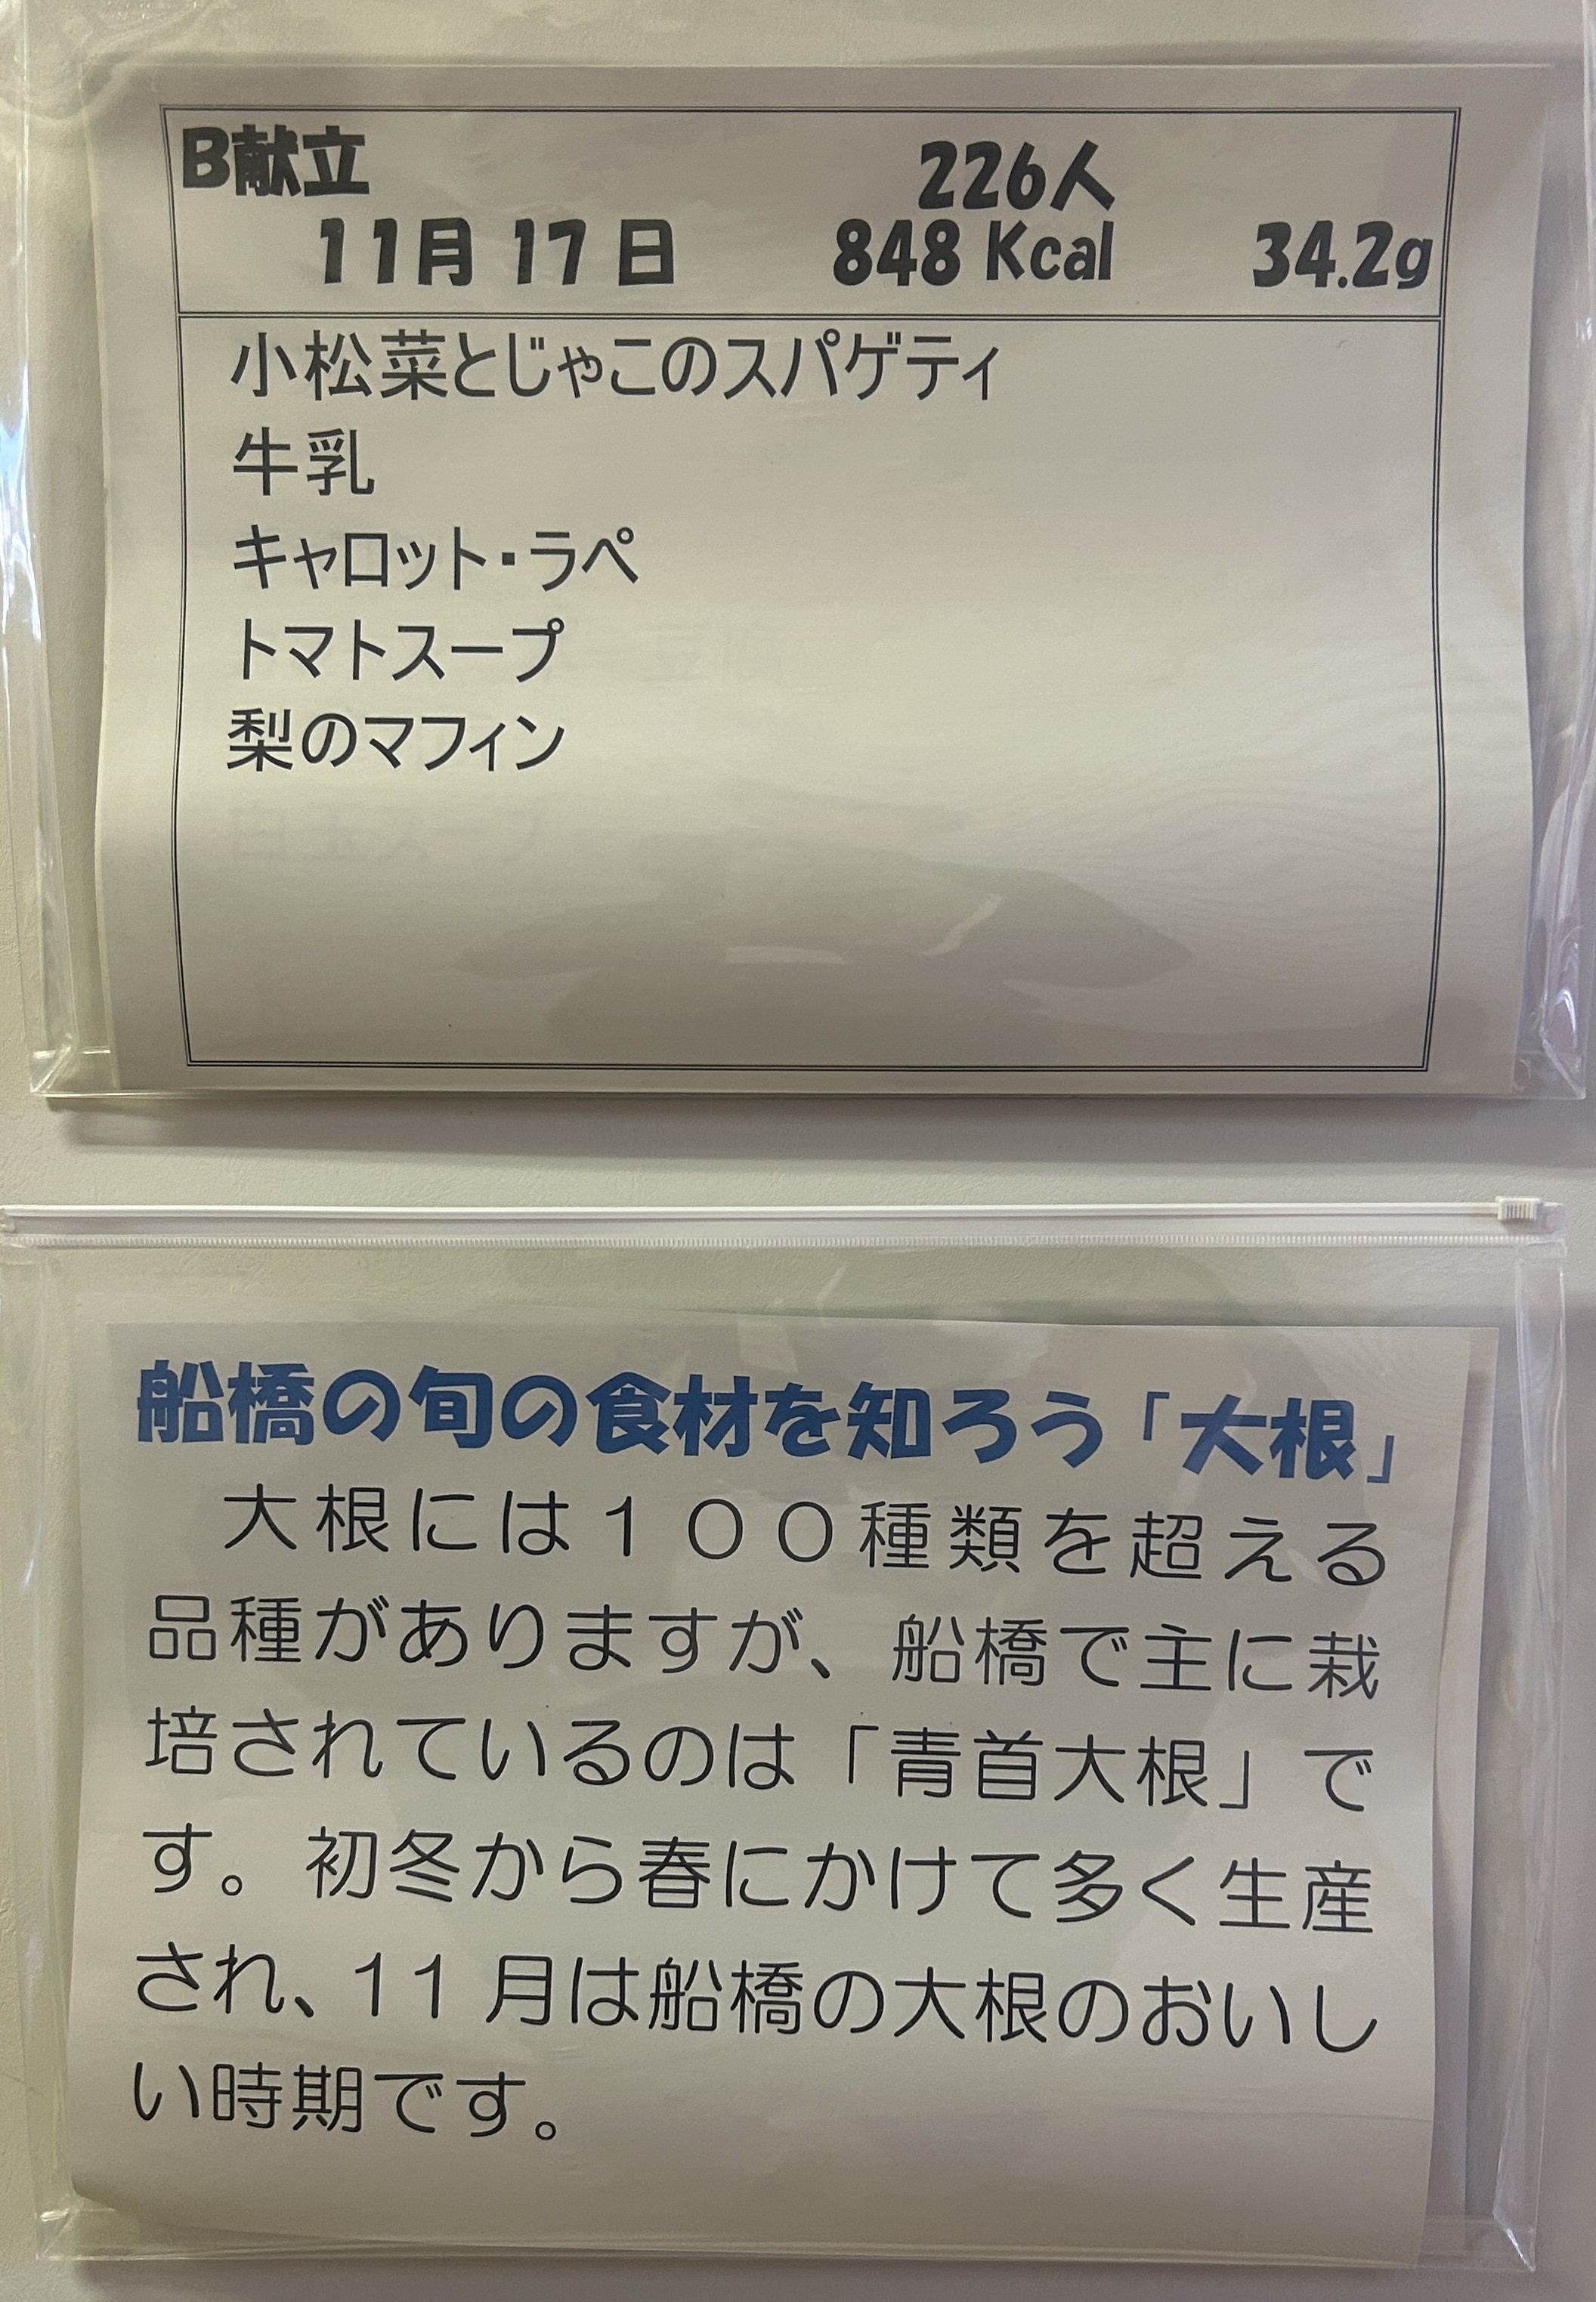 B献立 226人
11月 17 日 848 Kcal 34.2g
小松菜とじゃこのスパゲティ
牛乳
キャロット・ラペ
トマトスープ
梨のマフィン
船橋の旬の食材を知ろう「大根」
大根には１００種類を超える
品種がありますが、船橋で主に栽
培されているのは「青首大根」で
す。初冬から春にかけて多く生産
され、11 月は船橋の大根のおいし
い時期です。